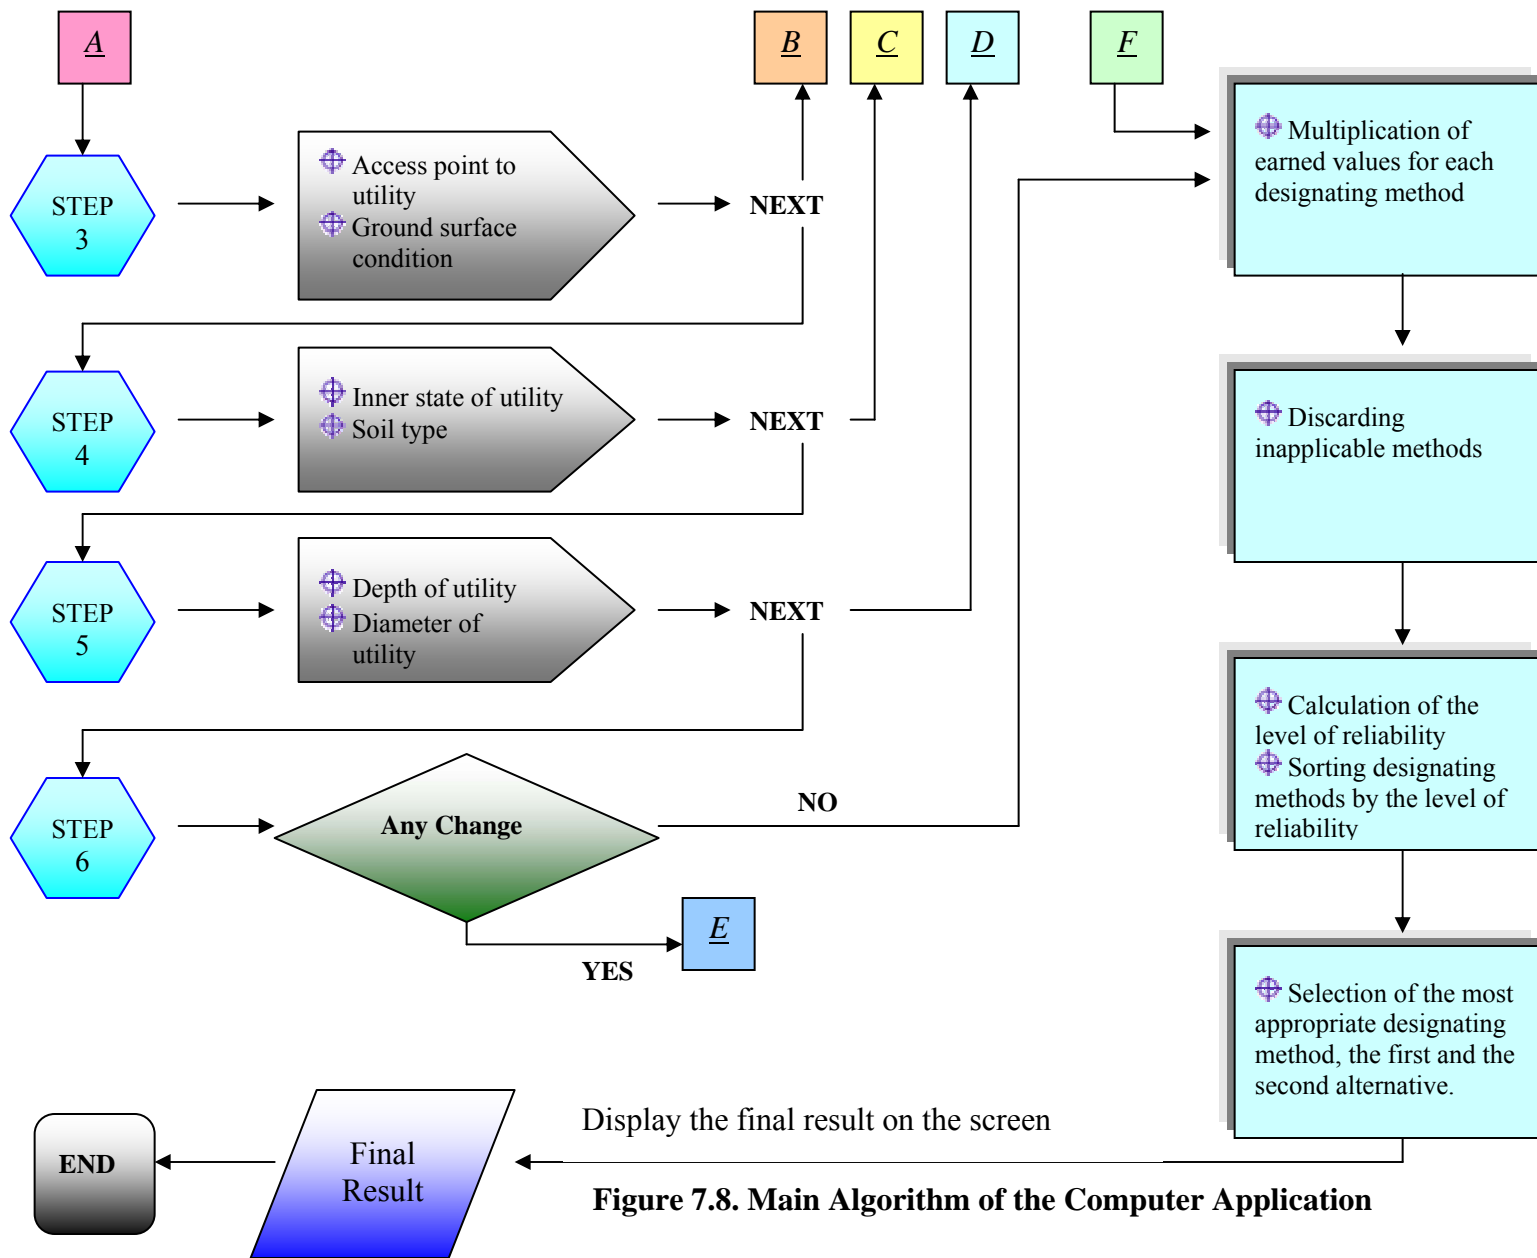 A
B
C
D
F
STEP
3
Access point to
utility
Ground surface
condition
NEXT
Multiplication of
earned values for each
designating method
STEP
4
Inner state of utility
Soil type
NEXT
Discarding
inapplicable methods
STEP
5
Depth of utility
Diameter of
utility
NEXT
Calculation of the
level of reliability
Sorting designating
methods by the level of
reliability
STEP
6
Any Change
NO
YES
E
Selection of the most
appropriate designating
method, the first and the
second alternative.
Display the final result on the screen
Final
Result
END
Figure 7.8. Main Algorithm of the Computer Application